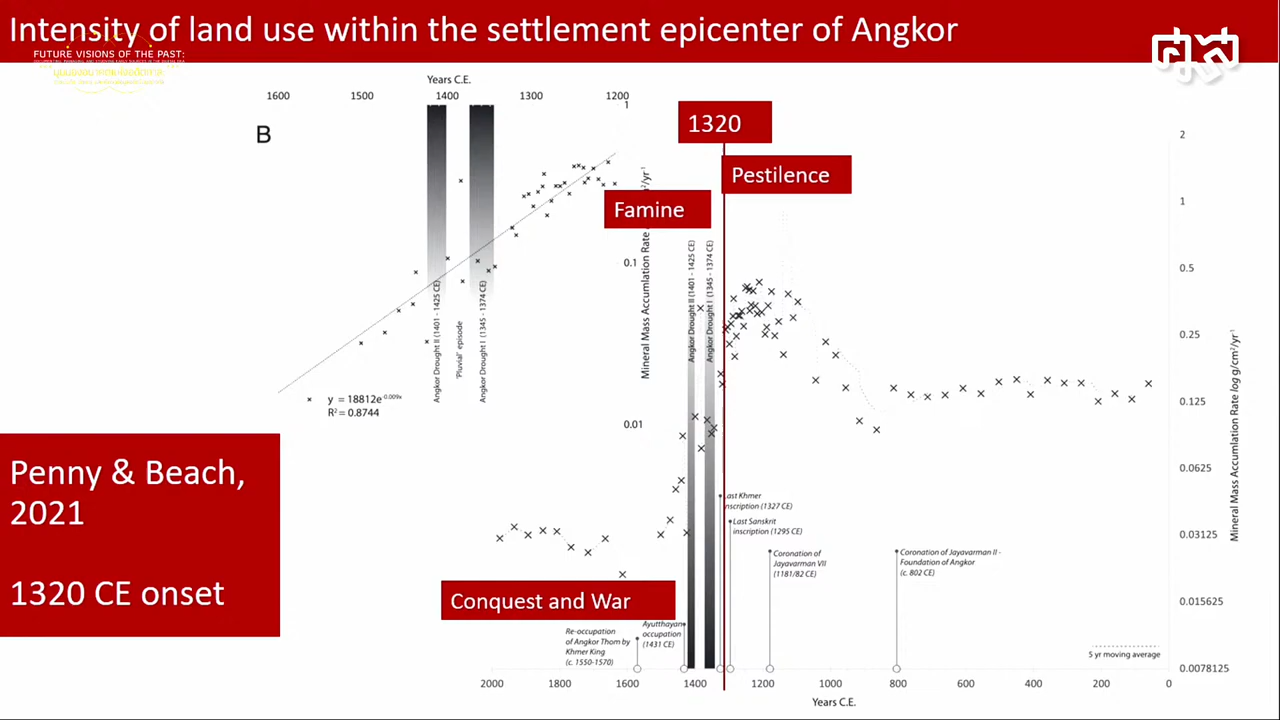 Intensity of land use within the settlement epicenter of Angkor
FUTURE VISIONS OF THE PAST:
Years C.E.
1600 1500 1400 1300 1200
B
1
0.1
0.01
Angkor Drought II (1401 - 1425 CE)
'Pluvial' episode
Angkor Drought I (1345 - 1374 CE)
y = 18812e-0.009x
R² = 0.8744
1320
Pestilence
Famine
Mineral Mass Accumlation Rate
Angkor Drought II (1401 - 1425 CE)
Angkor Drought I (1345 - 1374 CE)
Penny & Beach,
2021
1320 CE onset
Conquest and War
Re-occupation
of Angkor Thom by
Khmer King
(c. 1550-1570)
Ayutthayan
occupation
(1431 CE)
Last Khmer
inscription (1327 CE)
Last Sanskrit
inscription (1295 CE)
Coronation of
Jayavarman VII
(1181/82 CE)
Coronation of Jayavarman II -
Foundation of Angkor
(c. 802 CE)
5 yr moving average
2
1
0.5
0.25
0.125
0.0625
0.03125
0.015625
0.0078125
Mineral Mass Accumlation Rate log g/cm²/yr⁻¹
2000 1800 1600 1400 1200 1000 800 600 400 200 0
Years C.E.